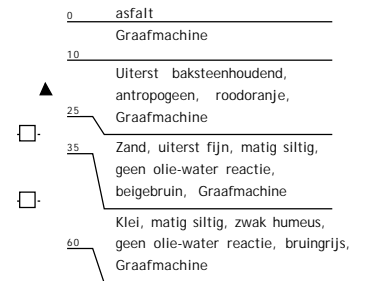 0 asfalt
Graafmachine
10
Uiterst baksteenhoudend,
antropogeen, roodoranje,
25 Graafmachine
35 Zand, uiterst fijn, matig siltig,
geen olie-water reactie,
beigebruin, Graafmachine
Klei, matig siltig, zwak humeus,
60 geen olie-water reactie, bruingrijs,
Graafmachine